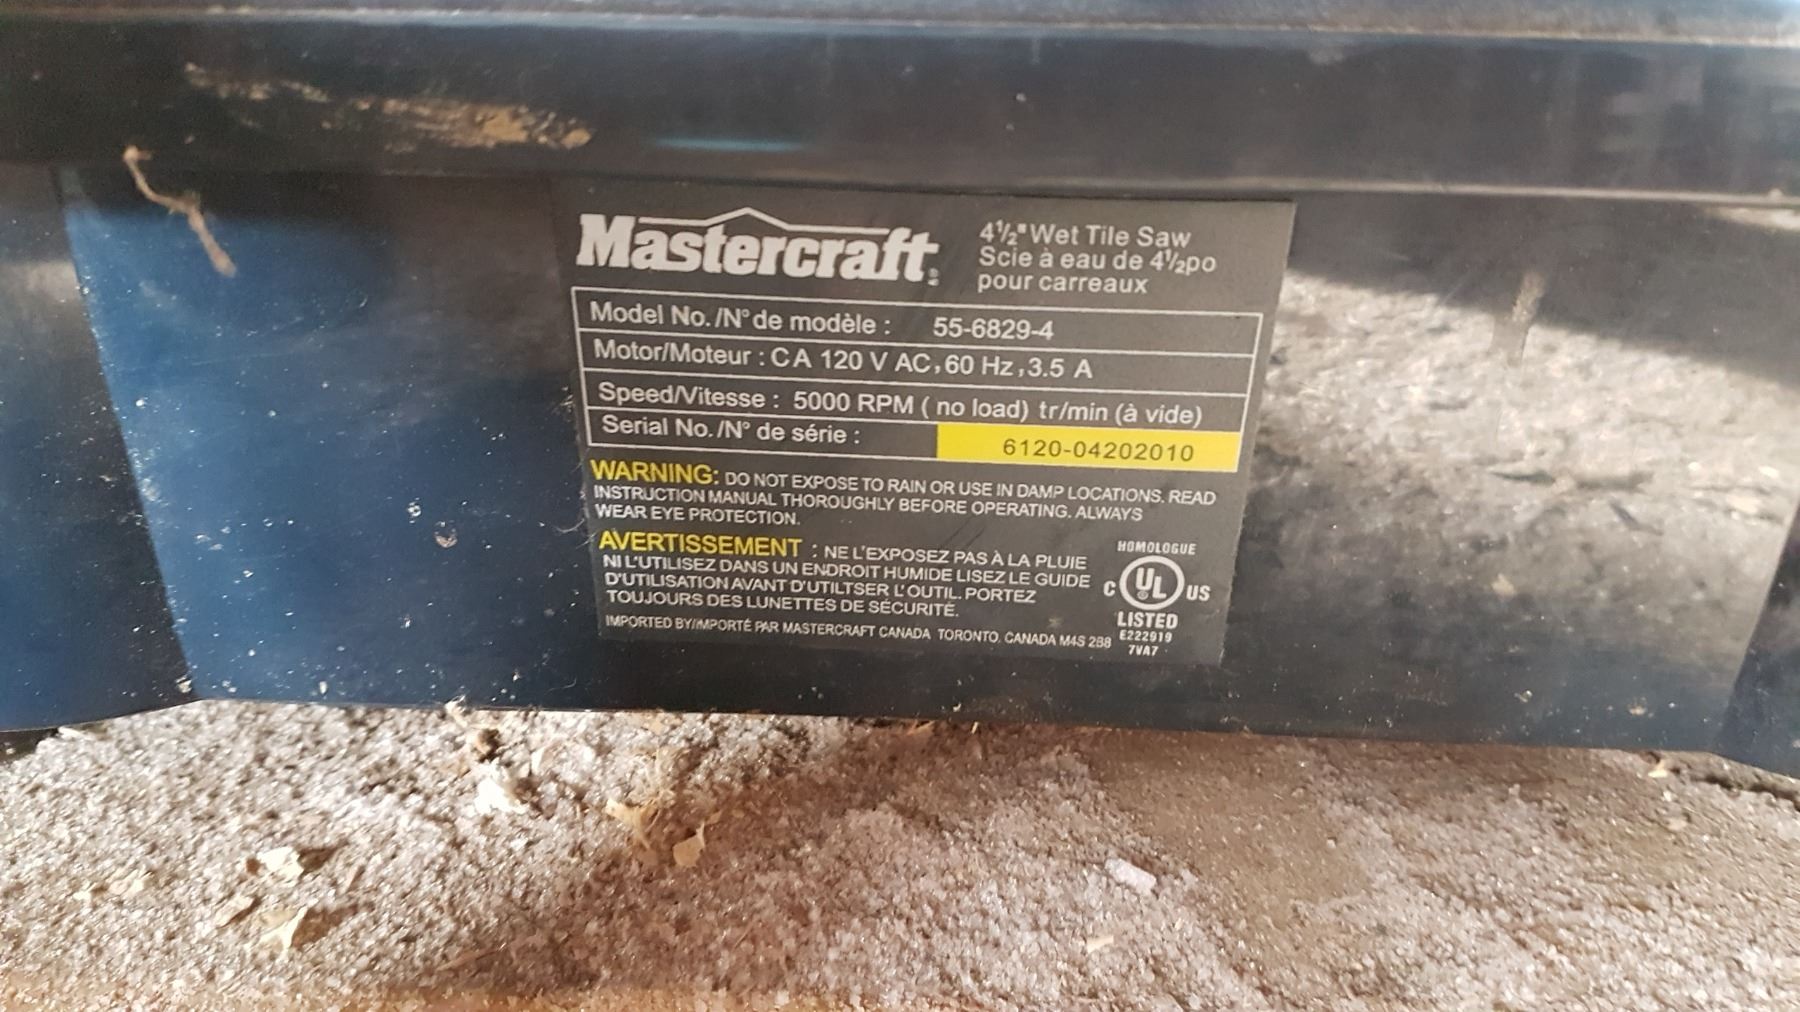 Mastercraft®
4½" Wet Tile Saw
Scie à eau de 4½po
pour carreaux
Model No./N° de modèle : 55-6829-4
Motor/Moteur : CA 120 V AC, 60 Hz, 3.5 A
Speed/Vitesse : 5000 RPM ( no load) tr/min (à vide)
Serial No./N° de série : 6120-04202010
WARNING: DO NOT EXPOSE TO RAIN OR USE IN DAMP LOCATIONS. READ
INSTRUCTION MANUAL THOROUGHLY BEFORE OPERATING. ALWAYS
WEAR EYE PROTECTION.
AVERTISSEMENT : NE L'EXPOSEZ PAS À LA PLUIE
NI L'UTILISEZ DANS UN ENDROIT HUMIDE LISEZ LE GUIDE
D'UTILISATION AVANT D'UTILTSER L'OUTIL. PORTEZ
TOUJOURS DES LUNETTES DE SÉCURITÉ.
IMPORTED BY/IMPORTÉ PAR MASTERCRAFT CANADA TORONTO. CANADA M4S 2B8
HOMOLOGUE
C UL US
LISTED
E222919
7VA7